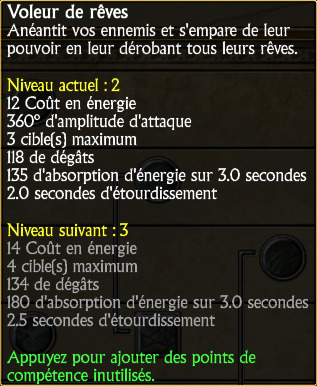 Voleur de rêves
Anéantit vos ennemis et s'empare de leur
pouvoir en leur dérobant tous leurs rêves.
Niveau actuel : 2
12 Coût en énergie
360° d'amplitude d'attaque
3 cible(s) maximum
118 de dégâts
135 d'absorption d'énergie sur 3.0 secondes
2.0 secondes d'étourdissement
Niveau suivant : 3
14 Coût en énergie
4 cible(s) maximum
134 de dégâts
180 d'absorption d'énergie sur 3.0 secondes
2.5 secondes d'étourdissement
Appuyez pour ajouter des points de
compétence inutilisés.